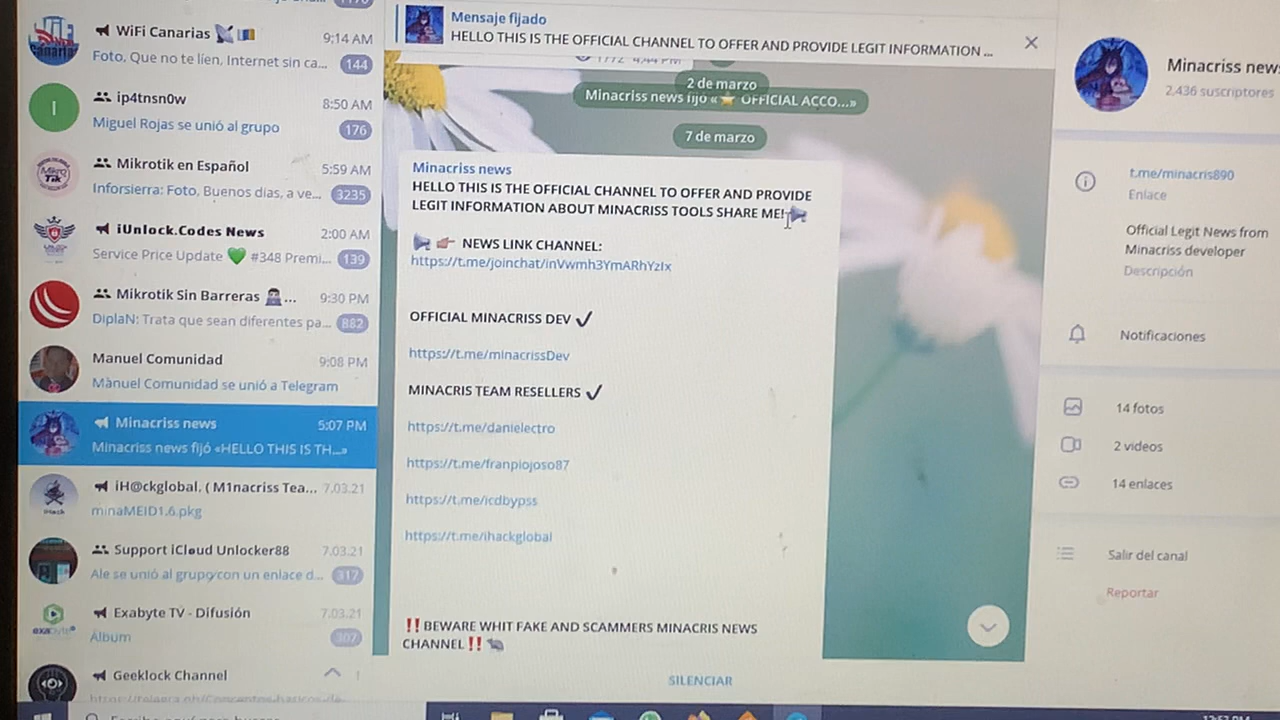 WiFi Canarias
9:14 AM
Foto, Que no te líen, Internet sin ca...
144
I
ip4tnsn0w
8:50 AM
Miguel Rojas se unió al grupo
176
Mikrotik en Español
5:59 AM
Inforsierra: Foto, Buenos días, a ve...
3235
iUnlock.Codes News
2:00 AM
Service Price Update 💚 #348 Premi...
139
Mikrotik Sin Barreras
9:30 PM
DiplaN: Trata que sean diferentes pa...
882
Manuel Comunidad
9:08 PM
Manuel Comunidad se unió a Telegram
Minacriss news
5:07 PM
Minacriss news fijó «HELLO THIS IS TH...»
iH@ckglobal. ( M1nacriss Tea...
7.03.21
minaMEID1.6.pkg
Support iCloud Unlocker88
7.03.21
Ale se unió al grupo con un enlace d...
317
Exabyte TV - Difusión
7.03.21
Álbum
307
Geeklock Channel
Mensaje fijado
HELLO THIS IS THE OFFICIAL CHANNEL TO OFFER AND PROVIDE LEGIT INFORMATION ...
1772 4:44 PM
2 de marzo
Minacriss news fijó «⭐ OFFICIAL ACCO...»
7 de marzo
Minacriss news
HELLO THIS IS THE OFFICIAL CHANNEL TO OFFER AND PROVIDE
LEGIT INFORMATION ABOUT MINACRISS TOOLS SHARE ME!📢
📢 👉 NEWS LINK CHANNEL:
https://t.me/joinchat/inVwmh3YmARhYzIx
OFFICIAL MINACRISS DEV ✔
https://t.me/minacrissDev
MINACRIS TEAM RESELLERS ✔
https://t.me/danielectro
https://t.me/franpiojoso87
https://t.me/icdbypss
https://t.me/ihackglobal
‼️BEWARE WHIT FAKE AND SCAMMERS MINACRIS NEWS
CHANNEL‼️🐀
SILENCIAR
Minacriss new
2.436 suscriptores
t.me/minacris890
Enlace
Official Legit News from
Minacriss developer
Descripción
Notificaciones
14 fotos
2 videos
14 enlaces
Salir del canal
Reportar